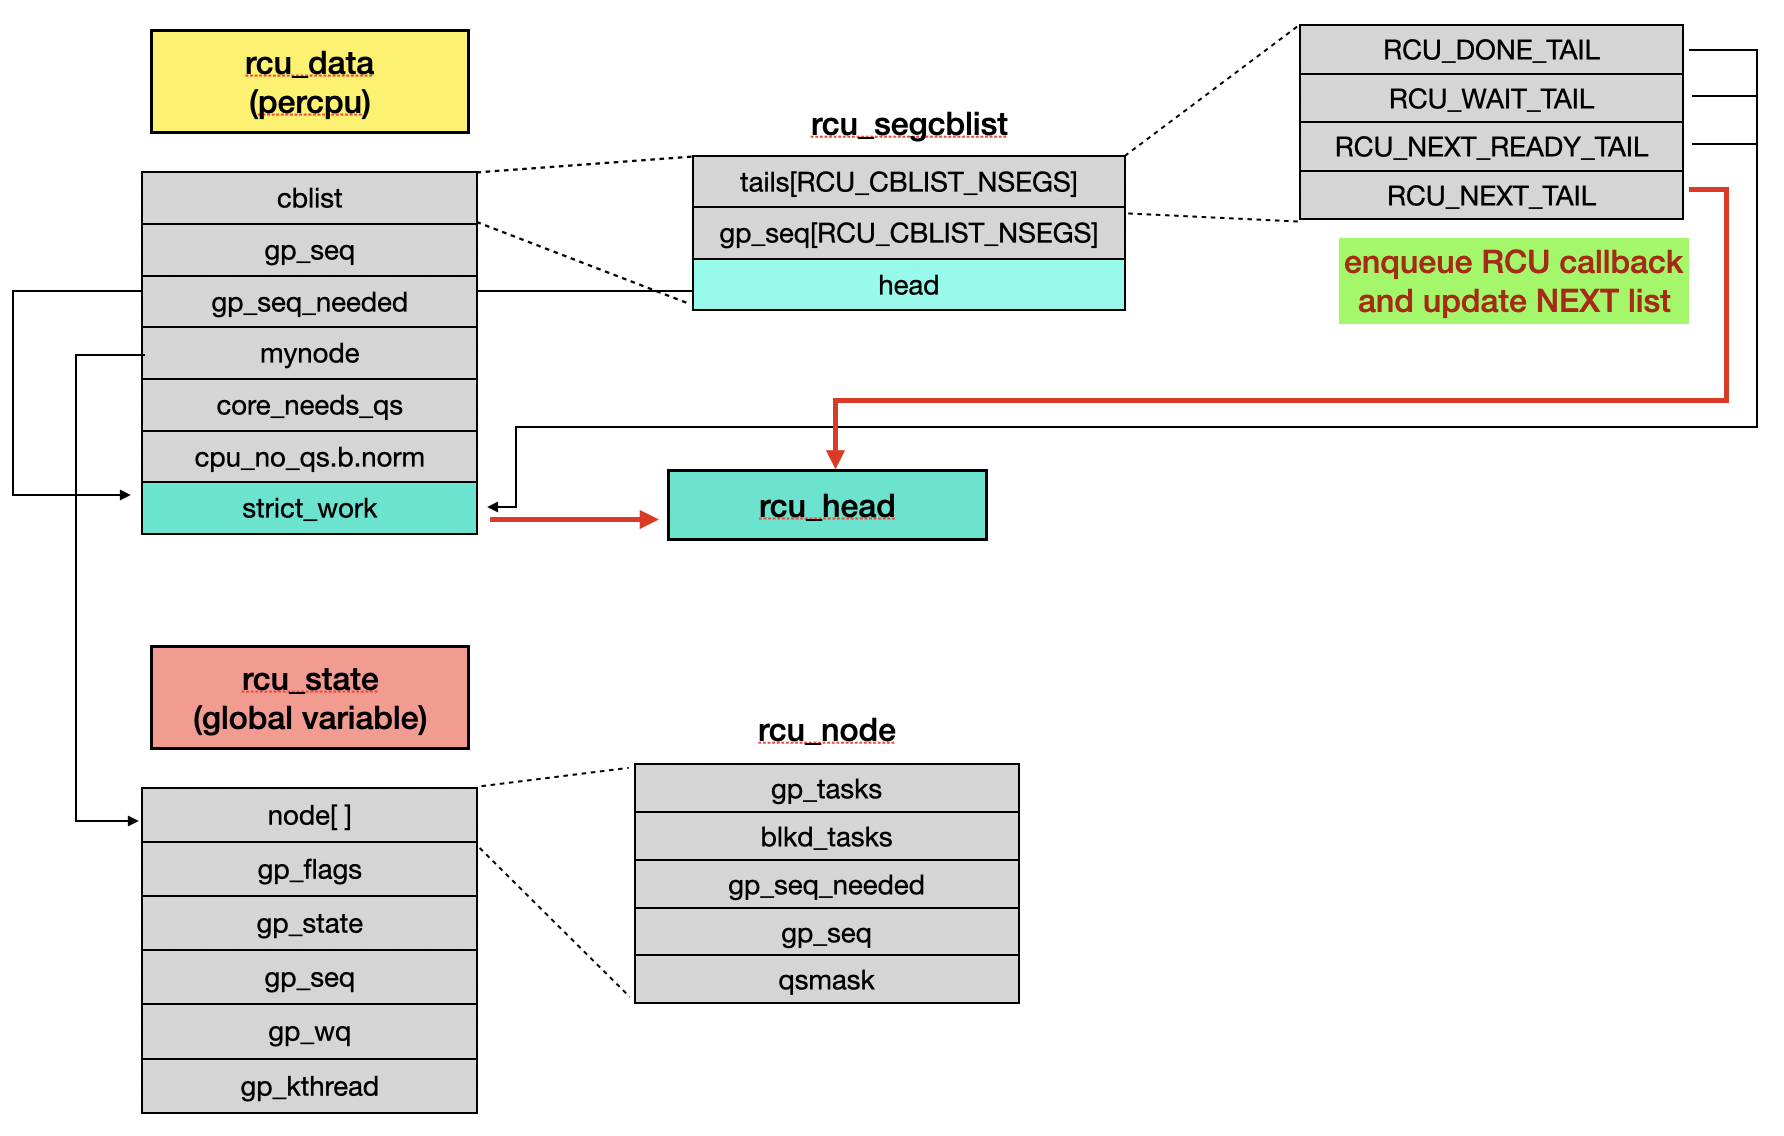 rcu_data
(percpu)
cblist
gp_seq
gp_seq_needed
mynode
core_needs_qs
cpu_no_qs.b.norm
strict_work
rcu_segcblist
tails[RCU_CBLIST_NSEGS]
gp_seq[RCU_CBLIST_NSEGS]
head
RCU_DONE_TAIL
RCU_WAIT_TAIL
RCU_NEXT_READY_TAIL
RCU_NEXT_TAIL
enqueue RCU callback
and update NEXT list
rcu_head
rcu_state
(global variable)
node[ ]
gp_flags
gp_state
gp_seq
gp_wq
gp_kthread
rcu_node
gp_tasks
blkd_tasks
gp_seq_needed
gp_seq
qsmask